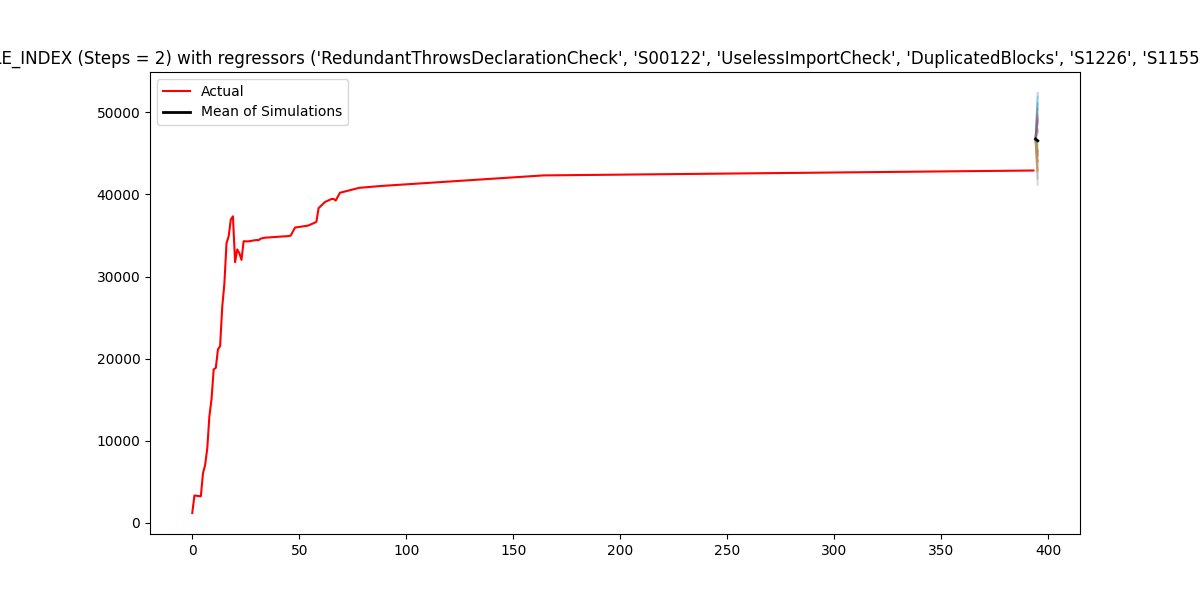 E_INDEX (Steps = 2) with regressors ('RedundantThrowsDeclarationCheck', 'S00122', 'UselessImportCheck', 'DuplicatedBlocks', 'S1226', 'S1155
Actual
Mean of Simulations
50000
40000
30000
20000
10000
0
0 50 100 150 200 250 300 350 400